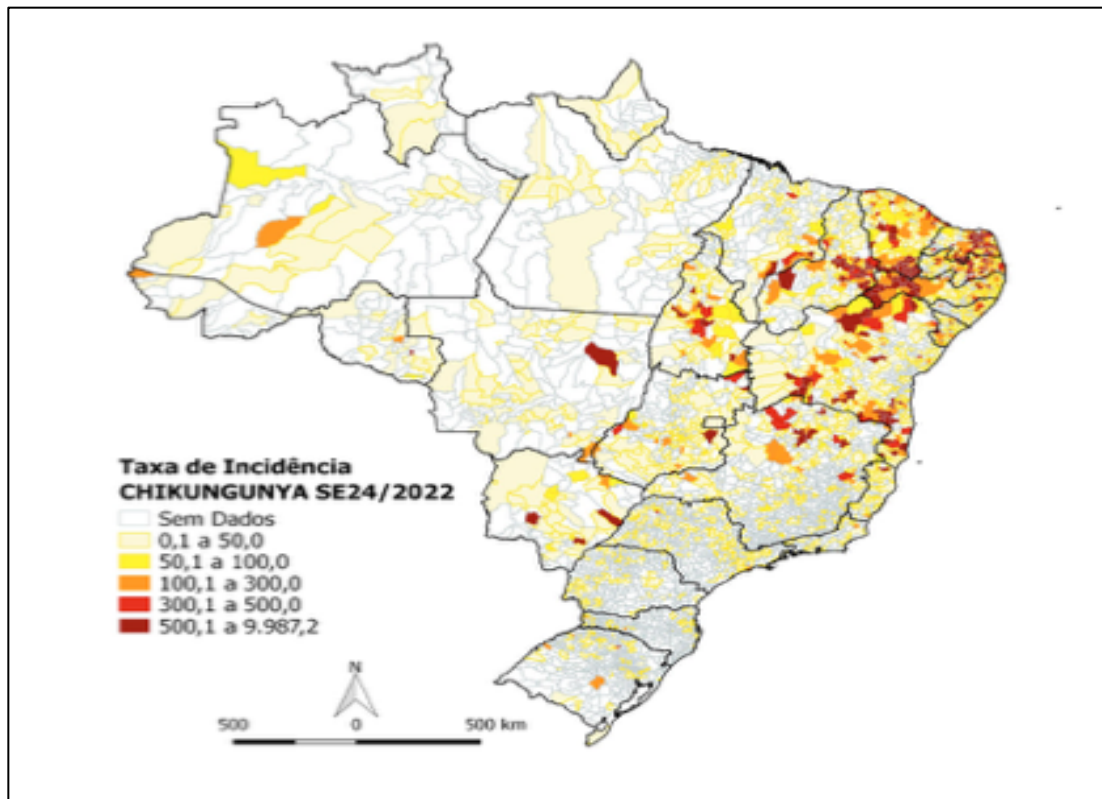 Taxa de Incidência
CHIKUNGUNYA SE24/2022
Sem Dados
0,1 a 50,0
50,1 a 100,0
100,1 a 300,0
300,1 a 500,0
500,1 a 9.987,2
N
500 0 500 km